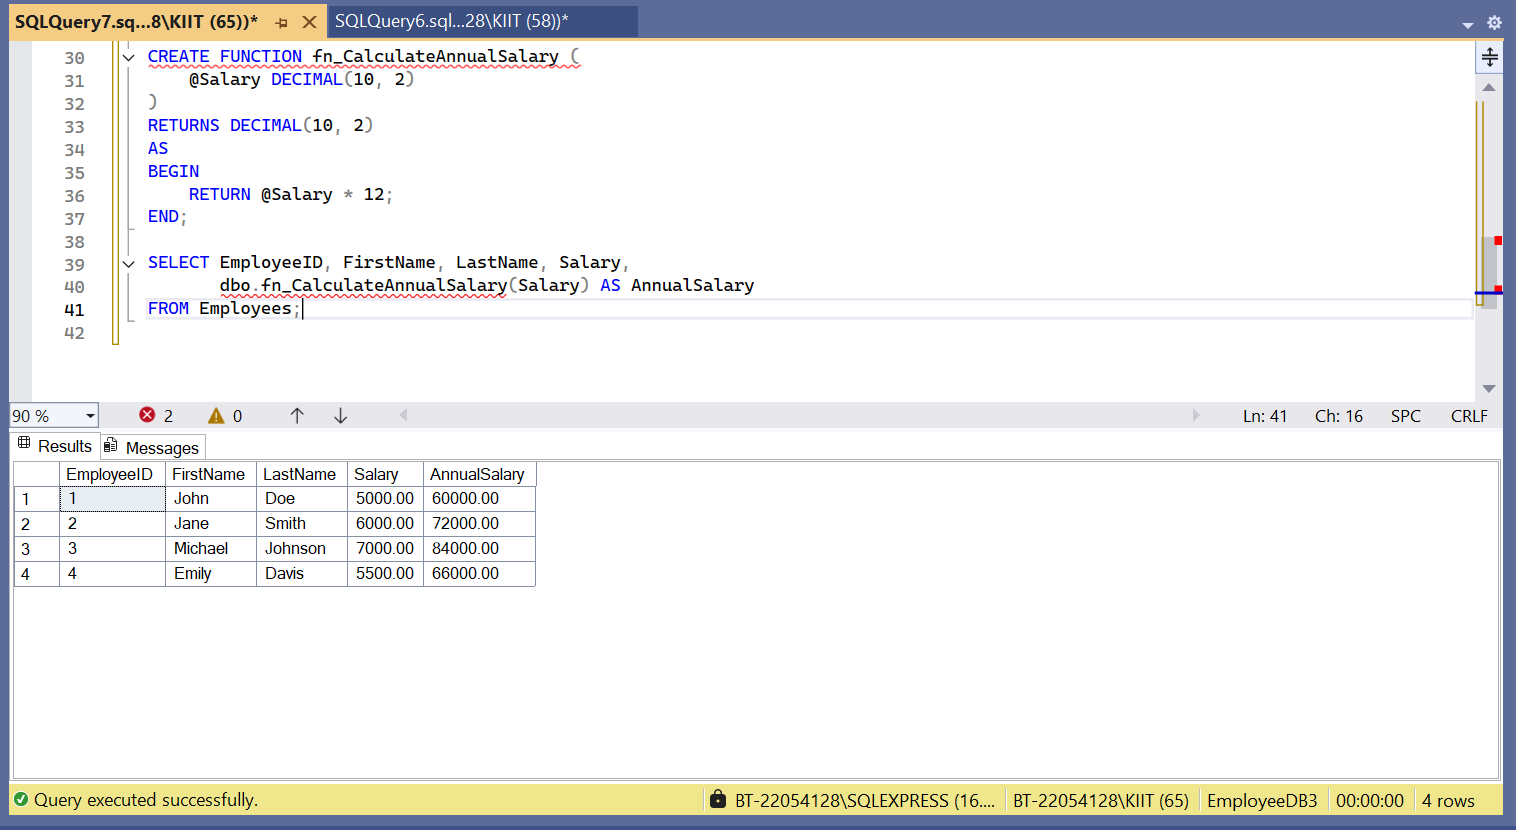 SQLQuery7.sq...8\KIIT (65))*
SQLQuery6.sql...28\KIIT (58))*
30 CREATE FUNCTION fn_CalculateAnnualSalary (
31 @Salary DECIMAL(10, 2)
32 )
33 RETURNS DECIMAL(10, 2)
34 AS
35 BEGIN
36 RETURN @Salary * 12;
37 END;
38
39 SELECT EmployeeID, FirstName, LastName, Salary,
40 dbo.fn_CalculateAnnualSalary(Salary) AS AnnualSalary
41 FROM Employees;
42
90 % 2 0 Ln: 41 Ch: 16 SPC CRLF
Results Messages
EmployeeID FirstName LastName Salary AnnualSalary
1 1 John Doe 5000.00 60000.00
2 2 Jane Smith 6000.00 72000.00
3 3 Michael Johnson 7000.00 84000.00
4 4 Emily Davis 5500.00 66000.00
Query executed successfully. BT-22054128\SQLEXPRESS (16.... BT-22054128\KIIT (65) EmployeeDB3 00:00:00 4 rows